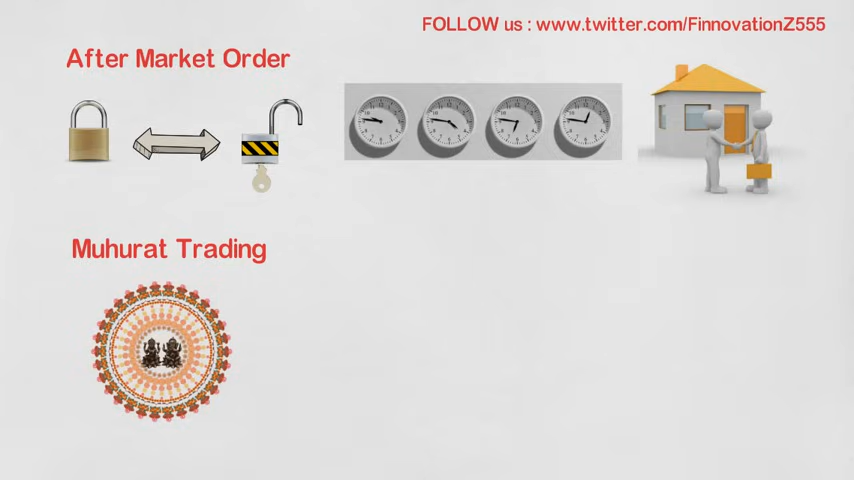 FOLLOW us : www.twitter.com/FinnovationZ555
After Market Order
Muhurat Trading